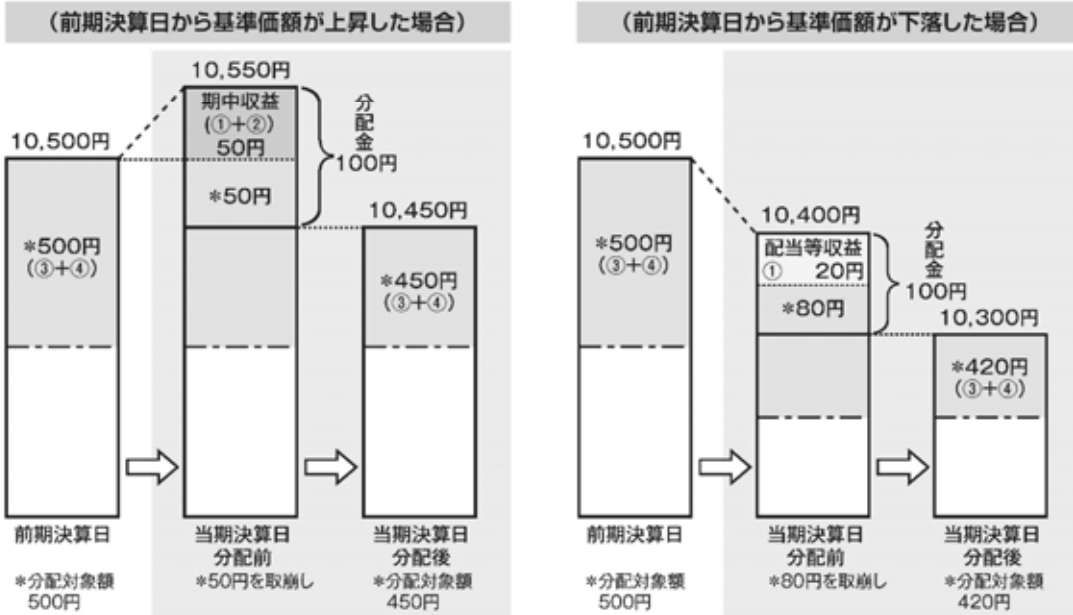 (前期決算日から基準価額が上昇した場合)
10,550円
期中収益
(①+②)
50円
*50円
分配金
100円
10,500円
*500円
(③+④)
10,450円
*450円
(③+④)
前期決算日
当期決算日
分配前
当期決算日
分配後
*分配対象額
500円
*50円を取崩し
*分配対象額
450円
(前期決算日から基準価額が下落した場合)
10,500円
*500円
(③+④)
10,400円
配当等収益
① 20円
*80円
分配金
100円
10,300円
*420円
(③+④)
前期決算日
当期決算日
分配前
当期決算日
分配後
*分配対象額
500円
*80円を取崩し
*分配対象額
420円